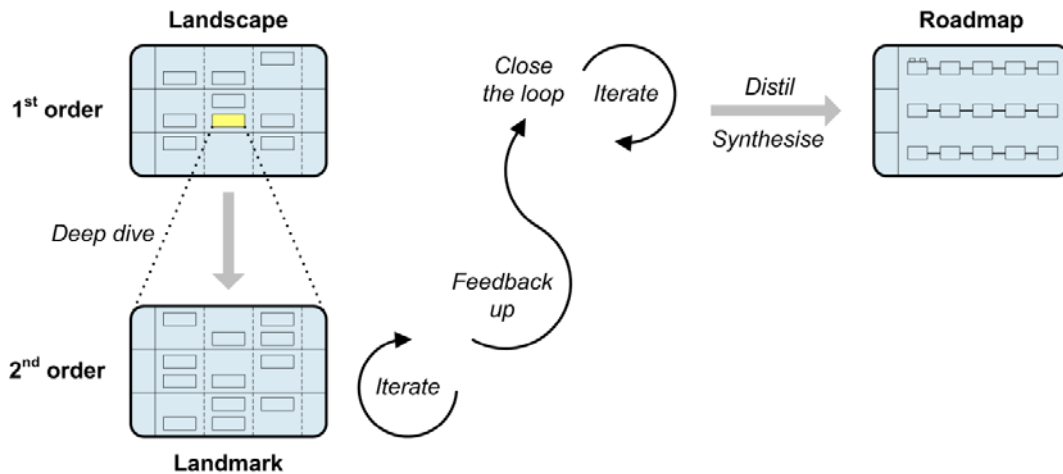 Landscape
Roadmap
1st order
Close
the loop
Iterate
Distil
Synthesise
Deep dive
Feedback
up
2nd order
Iterate
Landmark